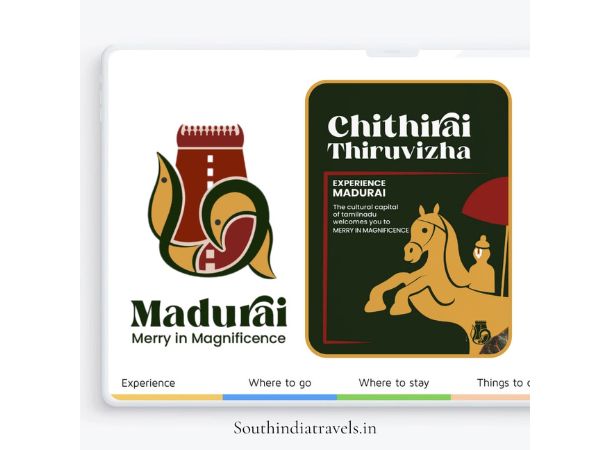 Chithirai
Thiruvizha
EXPERIENCE
MADURAI
The cultural capital
of tamilnadu
welcomes you to
MERRY IN MAGNIFICENCE
Madurai
Merry in Magnificence
Experience
Where to go
Where to stay
Things to
Southindiatravels.in